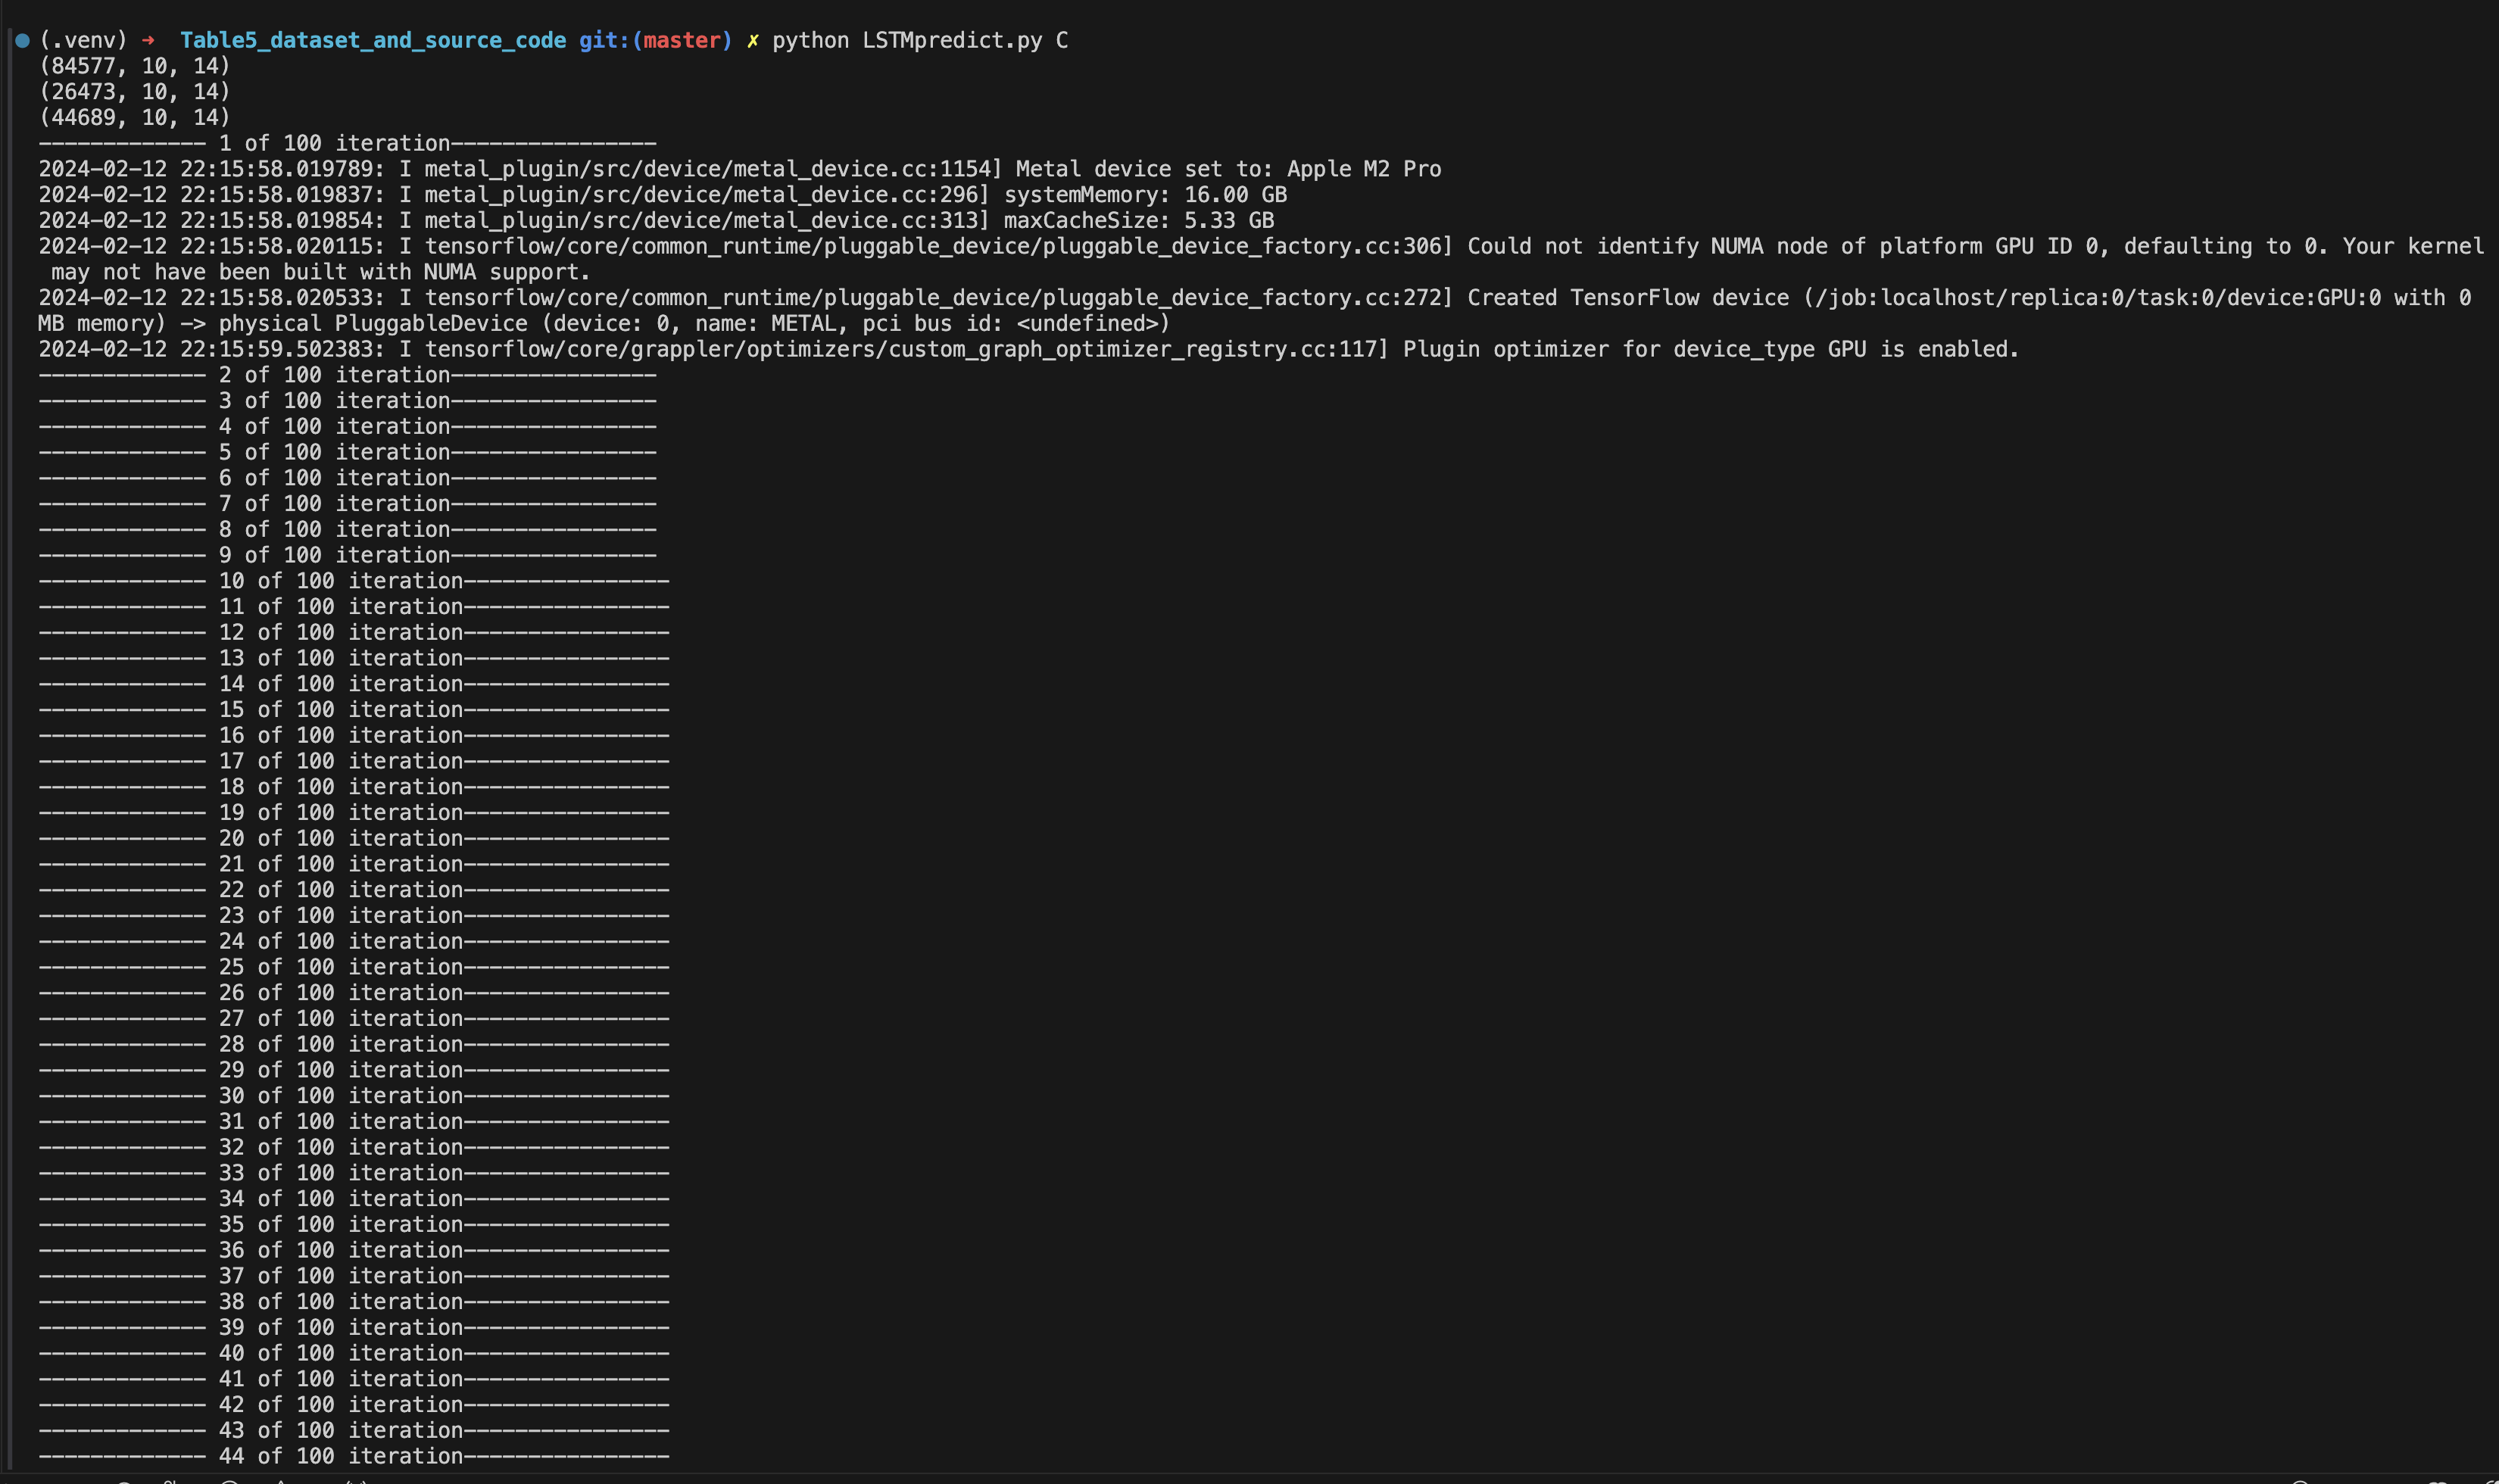 (.venv) → Table5_dataset_and_source_code git:(master) ✗ python LSTMpredict.py C
(84577, 10, 14)
(26473, 10, 14)
(44689, 10, 14)
------------- 1 of 100 iteration----------------
2024-02-12 22:15:58.019789: I metal_plugin/src/device/metal_device.cc:1154] Metal device set to: Apple M2 Pro
2024-02-12 22:15:58.019837: I metal_plugin/src/device/metal_device.cc:296] systemMemory: 16.00 GB
2024-02-12 22:15:58.019854: I metal_plugin/src/device/metal_device.cc:313] maxCacheSize: 5.33 GB
2024-02-12 22:15:58.020115: I tensorflow/core/common_runtime/pluggable_device/pluggable_device_factory.cc:306] Could not identify NUMA node of platform GPU ID 0, defaulting to 0. Your kernel
may not have been built with NUMA support.
2024-02-12 22:15:58.020533: I tensorflow/core/common_runtime/pluggable_device/pluggable_device_factory.cc:272] Created TensorFlow device (/job:localhost/replica:0/task:0/device:GPU:0 with 0
MB memory) -> physical PluggableDevice (device: 0, name: METAL, pci bus id: <undefined>)
2024-02-12 22:15:59.502383: I tensorflow/core/grappler/optimizers/custom_graph_optimizer_registry.cc:117] Plugin optimizer for device_type GPU is enabled.
------------- 2 of 100 iteration----------------
------------- 3 of 100 iteration----------------
------------- 4 of 100 iteration----------------
------------- 5 of 100 iteration----------------
------------- 6 of 100 iteration----------------
------------- 7 of 100 iteration----------------
------------- 8 of 100 iteration----------------
------------- 9 of 100 iteration----------------
------------- 10 of 100 iteration----------------
------------- 11 of 100 iteration----------------
------------- 12 of 100 iteration----------------
------------- 13 of 100 iteration----------------
------------- 14 of 100 iteration----------------
------------- 15 of 100 iteration----------------
------------- 16 of 100 iteration----------------
------------- 17 of 100 iteration----------------
------------- 18 of 100 iteration----------------
------------- 19 of 100 iteration----------------
------------- 20 of 100 iteration----------------
------------- 21 of 100 iteration----------------
------------- 22 of 100 iteration----------------
------------- 23 of 100 iteration----------------
------------- 24 of 100 iteration----------------
------------- 25 of 100 iteration----------------
------------- 26 of 100 iteration----------------
------------- 27 of 100 iteration----------------
------------- 28 of 100 iteration----------------
------------- 29 of 100 iteration----------------
------------- 30 of 100 iteration----------------
------------- 31 of 100 iteration----------------
------------- 32 of 100 iteration----------------
------------- 33 of 100 iteration----------------
------------- 34 of 100 iteration----------------
------------- 35 of 100 iteration----------------
------------- 36 of 100 iteration----------------
------------- 37 of 100 iteration----------------
------------- 38 of 100 iteration----------------
------------- 39 of 100 iteration----------------
------------- 40 of 100 iteration----------------
------------- 41 of 100 iteration----------------
------------- 42 of 100 iteration----------------
------------- 43 of 100 iteration----------------
------------- 44 of 100 iteration----------------